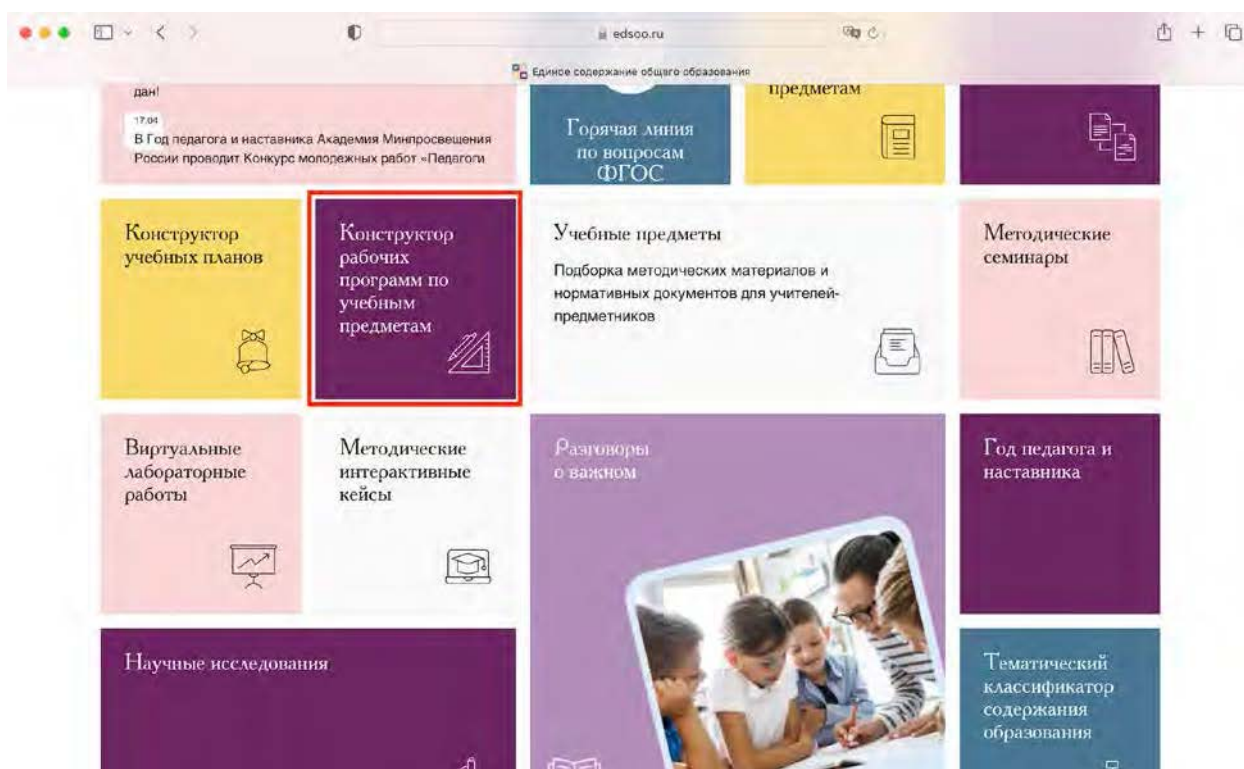 edsoo.ru
Единое содержание общего образования
дан!
17.04
В Год педагога и наставника Академия Минпросвещения
России проводит Конкурс молодежных работ «Педагоги
Горячая линия
по вопросам
ФГОС
предметам
Конструктор
учебных планов
Конструктор
рабочих
программ по
учебным
предметам
Учебные предметы
Подборка методических материалов и
нормативных документов для учителей-
предметников
Методические
семинары
Виртуальные
лабораторные
работы
Методические
интерактивные
кейсы
Разговоры
о важном
Год педагога и
наставника
Научные исследования
Тематический
классификатор
содержания
образования